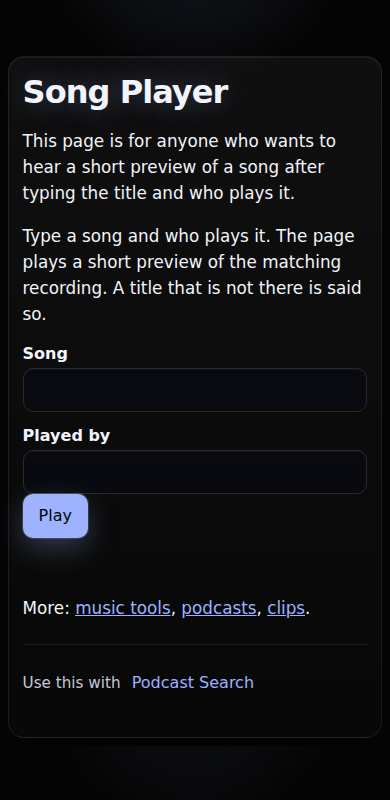 Song Player
This page is for anyone who wants to
hear a short preview of a song after
typing the title and who plays it.
Type a song and who plays it. The page
plays a short preview of the matching
recording. A title that is not there is said
so.
Song
Played by
Play
More: music tools, podcasts, clips.
Use this with Podcast Search